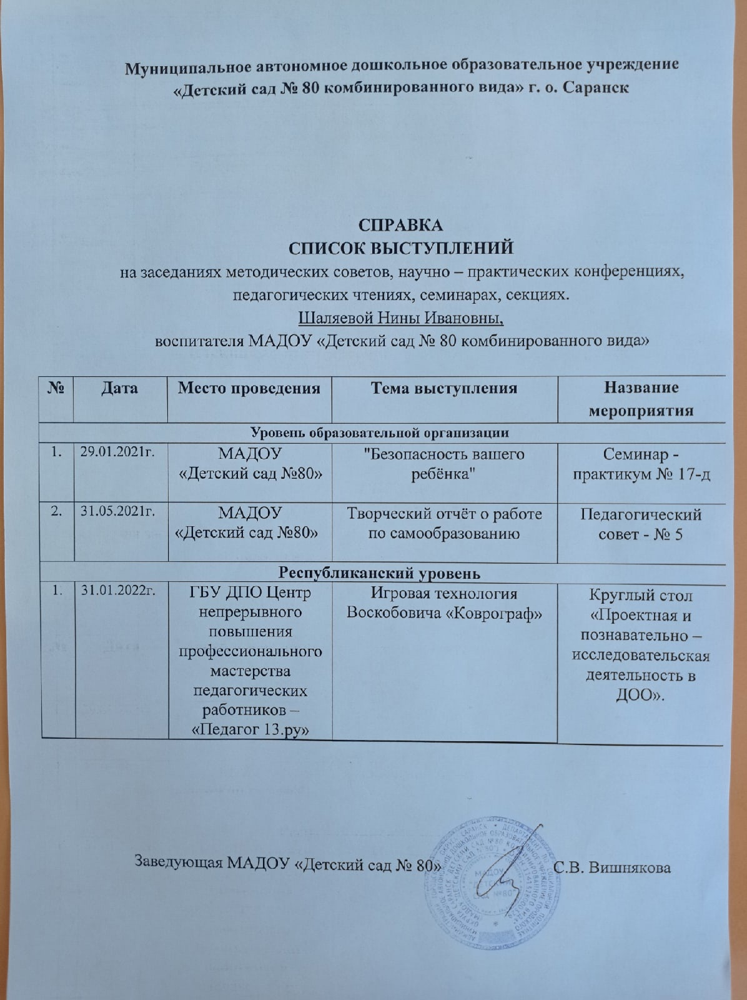 Муниципальное автономное дошкольное образовательное учреждение
«Детский сад № 80 комбинированного вида» г. о. Саранск
СПРАВКА
СПИСОК ВЫСТУПЛЕНИЙ
на заседаниях методических советов, научно – практических конференциях,
педагогических чтениях, семинарах, секциях.
Шаляевой Нины Ивановны,
воспитателя МАДОУ «Детский сад № 80 комбинированного вида»
№ Дата Место проведения Тема выступления Название
мероприятия
Уровень образовательной организации
1. 29.01.2021г. МАДОУ "Безопасность вашего Семинар -
«Детский сад №80» ребёнка" практикум № 17-д
2. 31.05.2021г. МАДОУ Творческий отчёт о работе Педагогический
«Детский сад №80» по самообразованию совет - № 5
Республиканский уровень
1. 31.01.2022г. ГБУ ДПО Центр Игровая технология Круглый стол
непрерывного Воскобовича «Коврограф» «Проектная и
повышения познавательно –
профессионального исследовательская
мастерства деятельность в
педагогических ДОО».
работников –
«Педагог 13.ру»
Заведующая МАДОУ «Детский сад № 80» С.В. Вишнякова
МАДОУ
"ДЕТСКИЙ
САД №80"